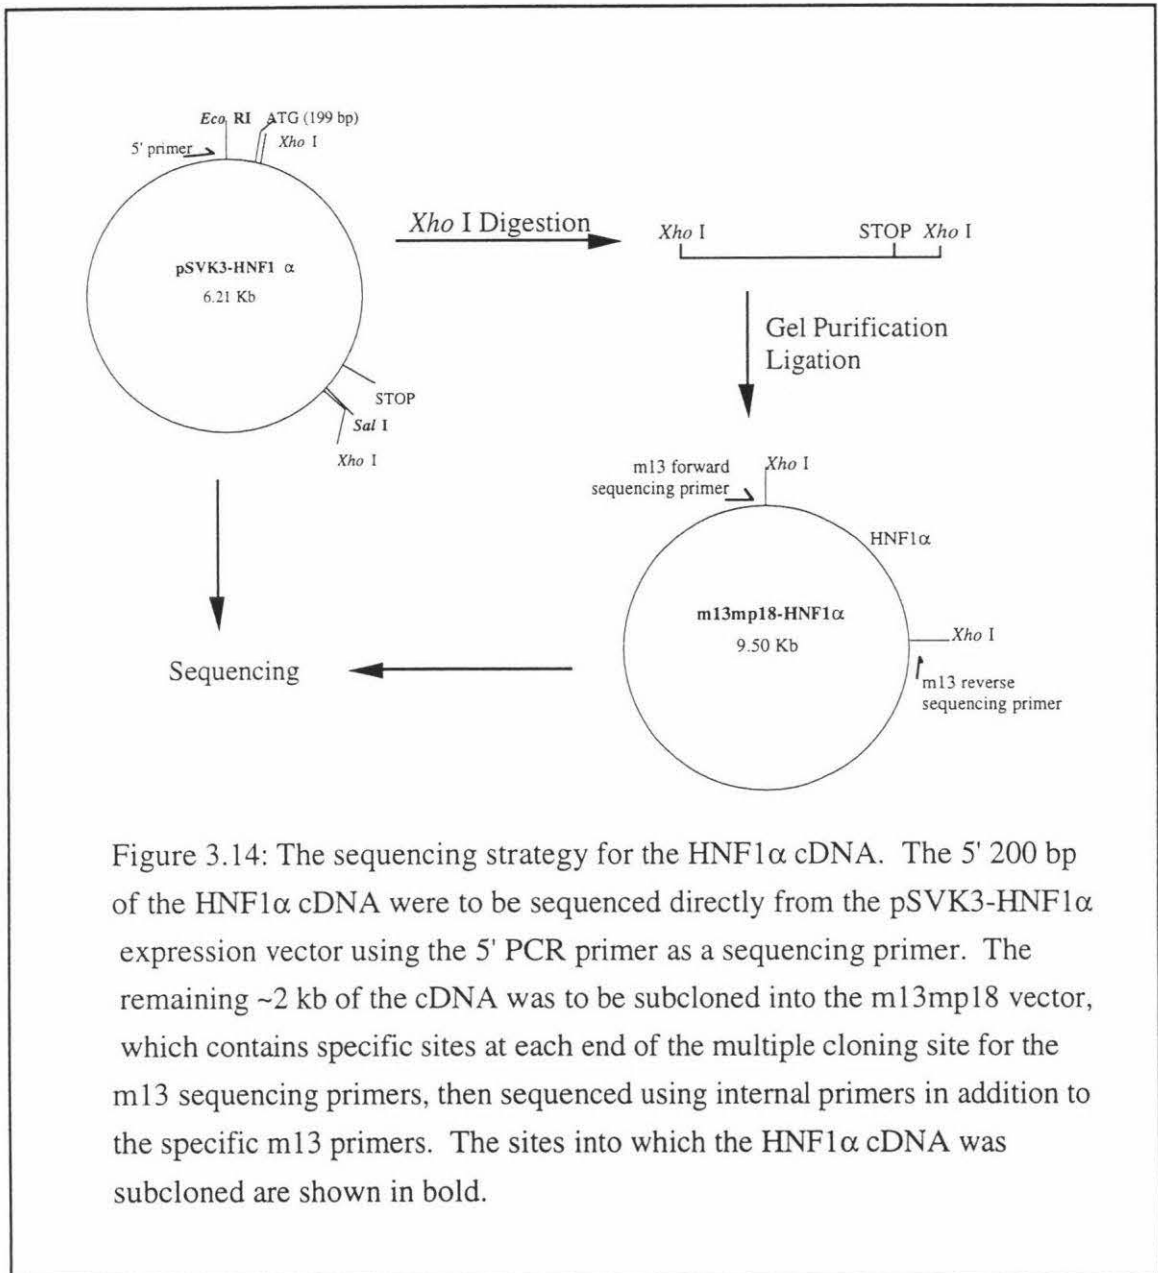 Eco RI ATG (199 bp)
5' primer
Xho I
pSVK3-HNF1 α
6.21 Kb
STOP
Sal I
Xho I
Xho I Digestion
Xho I STOP Xho I
Gel Purification
Ligation
m13 forward
sequencing primer
Xho I
HNF1α
m13mp18-HNF1α
9.50 Kb
Xho I
m13 reverse
sequencing primer
Sequencing
Figure 3.14: The sequencing strategy for the HNF1α cDNA. The 5' 200 bp
of the HNF1α cDNA were to be sequenced directly from the pSVK3-HNF1α
expression vector using the 5' PCR primer as a sequencing primer. The
remaining ~2 kb of the cDNA was to be subcloned into the m13mp18 vector,
which contains specific sites at each end of the multiple cloning site for the
m13 sequencing primers, then sequenced using internal primers in addition to
the specific m13 primers. The sites into which the HNF1α cDNA was
subcloned are shown in bold.